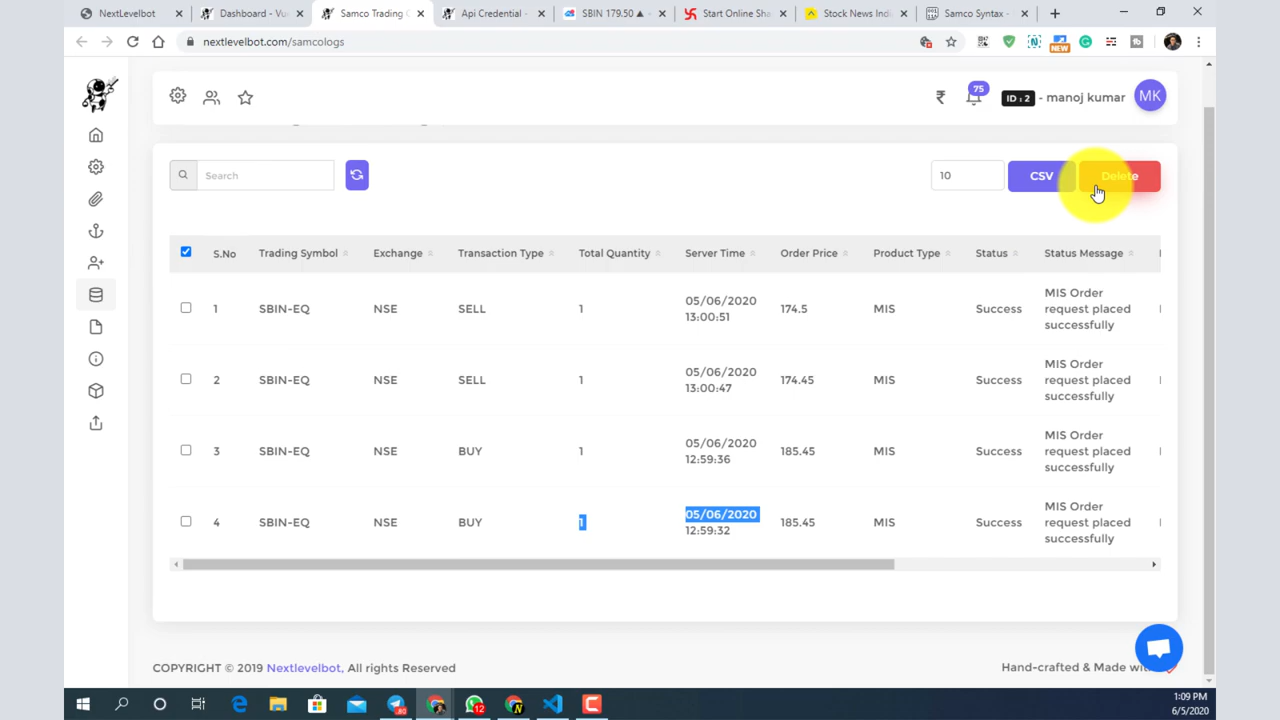 NextLevelbot
Dashboard - Vu
Samco Trading
Api Credential -
SBIN 179.50 ▲
Start Online Sha
Stock News Indi
Samco Syntax -
nextlevelbot.com/samcologs
NEW
75
₹
ID : 2 - manoj kumar MK
Search
10
CSV
Delete
S.No Trading Symbol Exchange Transaction Type Total Quantity Server Time Order Price Product Type Status Status Message
1 SBIN-EQ NSE SELL 1 05/06/2020 13:00:51 174.5 MIS Success MIS Order request placed successfully
2 SBIN-EQ NSE SELL 1 05/06/2020 13:00:47 174.45 MIS Success MIS Order request placed successfully
3 SBIN-EQ NSE BUY 1 05/06/2020 12:59:36 185.45 MIS Success MIS Order request placed successfully
4 SBIN-EQ NSE BUY 1 05/06/2020 12:59:32 185.45 MIS Success MIS Order request placed successfully
COPYRIGHT © 2019 Nextlevelbot, All rights Reserved
Hand-crafted & Made wit
12
1:09 PM
6/5/2020